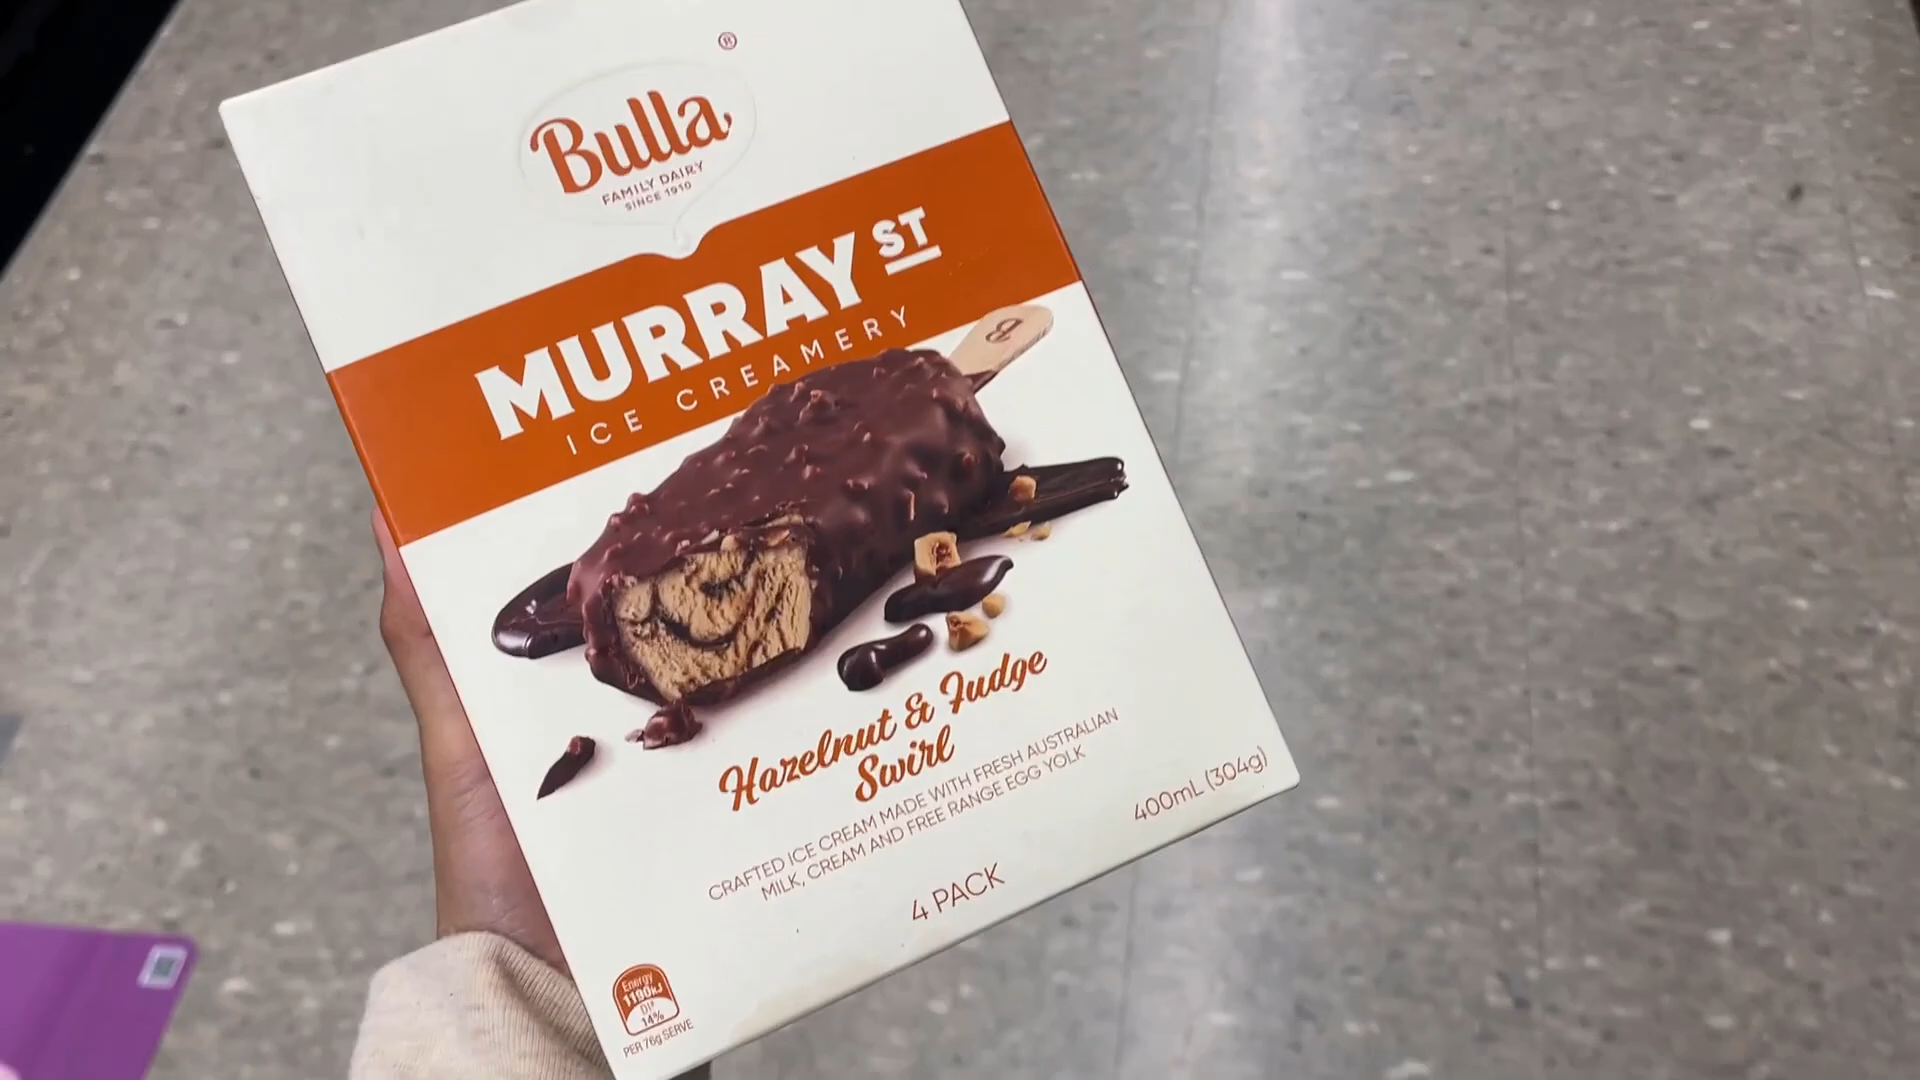 ®
Bulla
FAMILY DAIRY
SINCE 1910
MURRAY ST
ICE CREAMERY
B
Hazelnut & Fudge
Swirl
CRAFTED ICE CREAM MADE WITH FRESH AUSTRALIAN
MILK, CREAM AND FREE RANGE EGG YOLK
400mL (304g)
4 PACK
Energy
1190kJ
DI*
14%
PER 76g SERVE